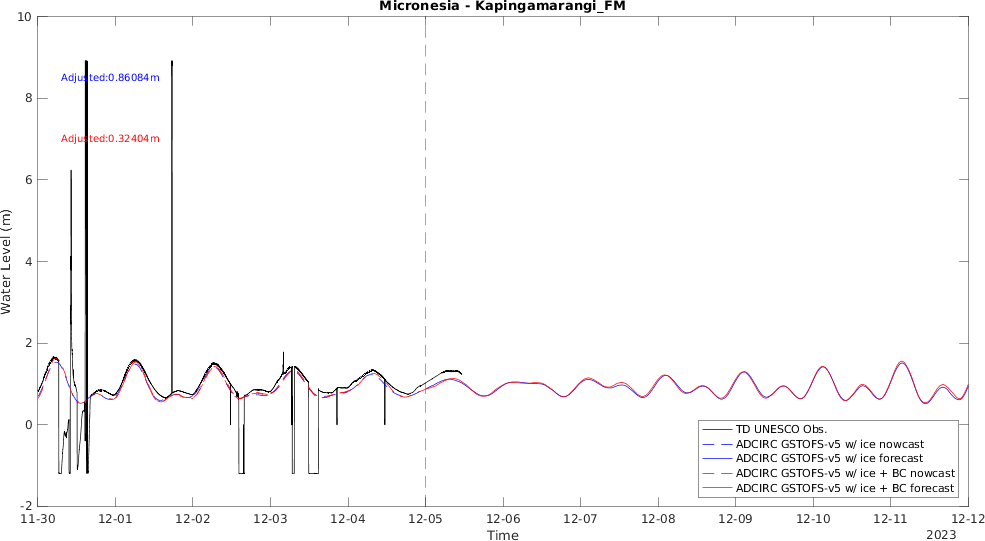 Micronesia - Kapingamarangi_FM
10
8
6
4
2
0
-2
Water Level (m)
Adjusted:0.86084m
Adjusted:0.32404m
TD UNESCO Obs.
ADCIRC GSTOFS-v5 w/ ice nowcast
ADCIRC GSTOFS-v5 w/ ice forecast
ADCIRC GSTOFS-v5 w/ ice + BC nowcast
ADCIRC GSTOFS-v5 w/ ice + BC forecast
11-30 12-01 12-02 12-03 12-04 12-05 12-06 12-07 12-08 12-09 12-10 12-11 12-12
Time
2023